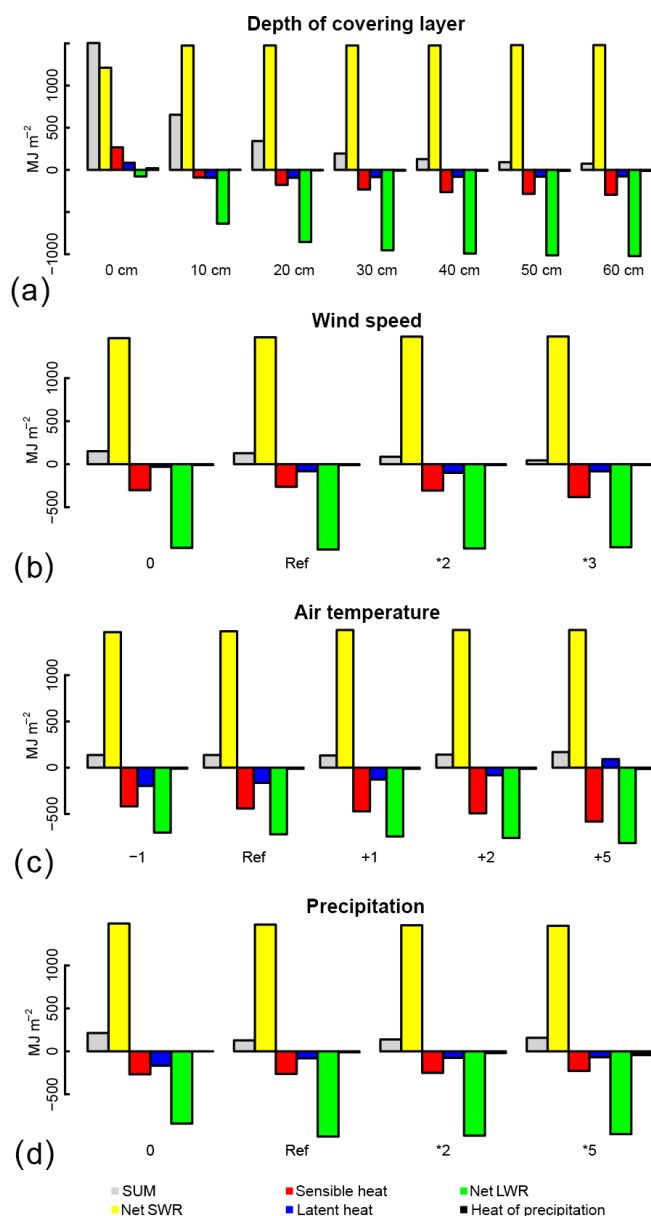 Depth of covering layer
1000
500
0
−1000
MJ m⁻²
0 cm 10 cm 20 cm 30 cm 40 cm 50 cm 60 cm
(a)
Wind speed
1000
500
0
−500
MJ m⁻²
0 Ref *2 *3
(b)
Air temperature
1000
500
0
−500
MJ m⁻²
−1 Ref +1 +2 +5
(c)
Precipitation
1000
500
0
−500
MJ m⁻²
0 Ref *2 *5
(d)
SUM Sensible heat Net LWR
Net SWR Latent heat Heat of precipitation